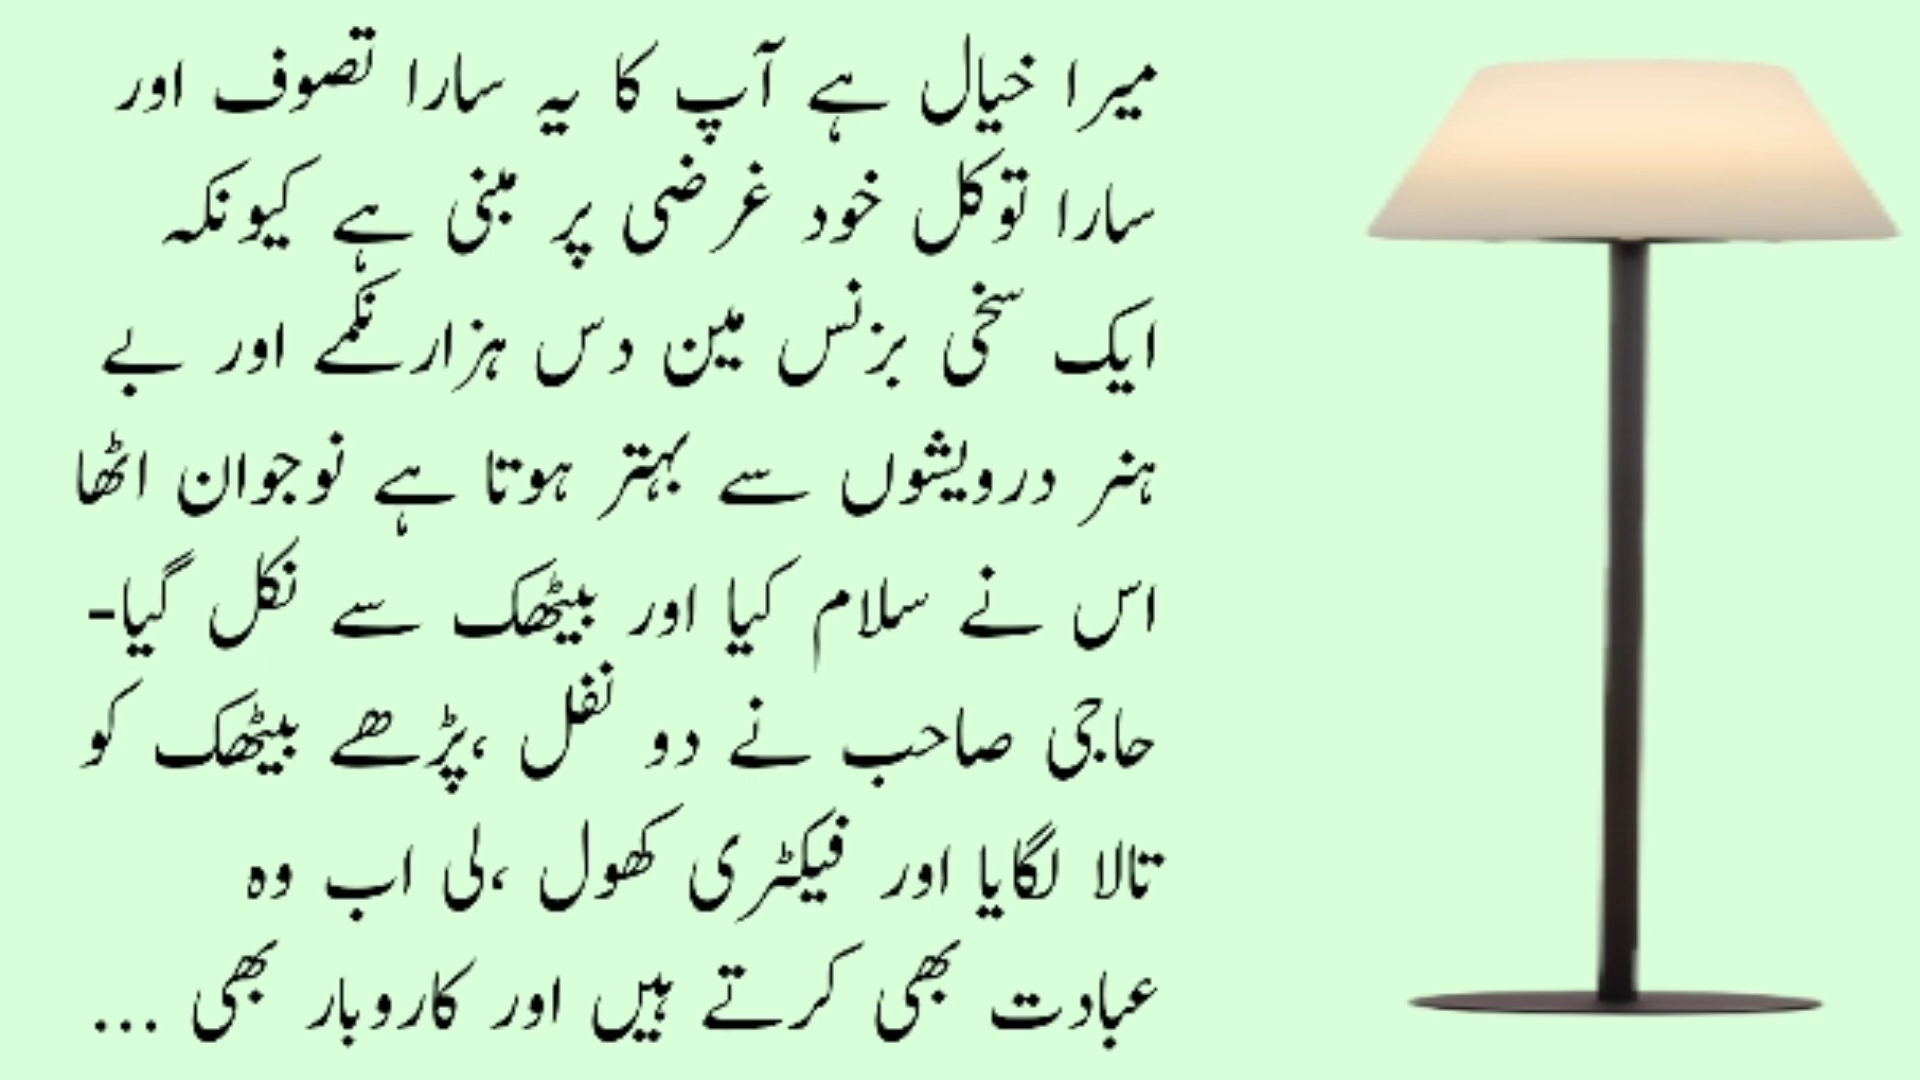 میرا خیال ہے آپ کا یہ سارا تصوف اور
سارا توکل خود غرضی پر مبنی ہے کیونکہ
ایک سخی بزنس مین دس ہزارنکمے اور بے
ہنر درویشوں سے بہتر ہوتا ہے نوجوان اٹھا
اس نے سلام کیا اور بیٹھک سے نکل گیا-
حاجی صاحب نے دو نفل ،پڑھے بیٹھک کو
تالا لگایا اور فیکٹری کھول ،لی اب وہ
عبادت بھی کرتے ہیں اور کاروبار بھی ...